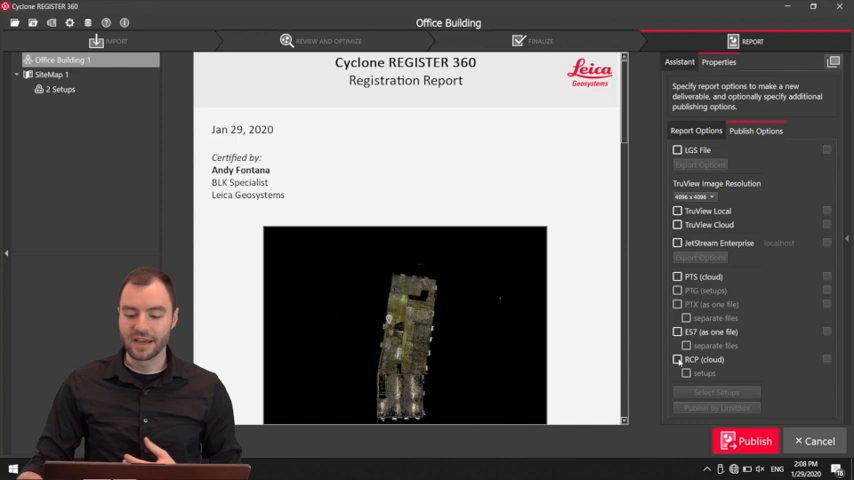 Cyclone REGISTER 360
Office Building
IMPORT
REVIEW AND OPTIMIZE
FINALIZE
REPORT
Office Building 1
SiteMap 1
2 Setups
Cyclone REGISTER 360
Registration Report
Leica
Geosystems
Jan 29, 2020
Certified by:
Andy Fontana
BLK Specialist
Leica Geosystems
Assistant
Properties
Specify report options to make a new
deliverable, and optionally specify additional
publishing options.
Report Options
Publish Options
LGS File
Export Options
TruView Image Resolution
4096 x 4096
TruView Local
TruView Cloud
JetStream Enterprise localhost
Export Options
PTS (cloud)
PTG (setups)
PTX (as one file)
separate files
E57 (as one file)
separate files
RCP (cloud)
setups
Select Setups
Publish by LimitBox
Publish
Cancel
ENG
2:08 PM
1/29/2020
18